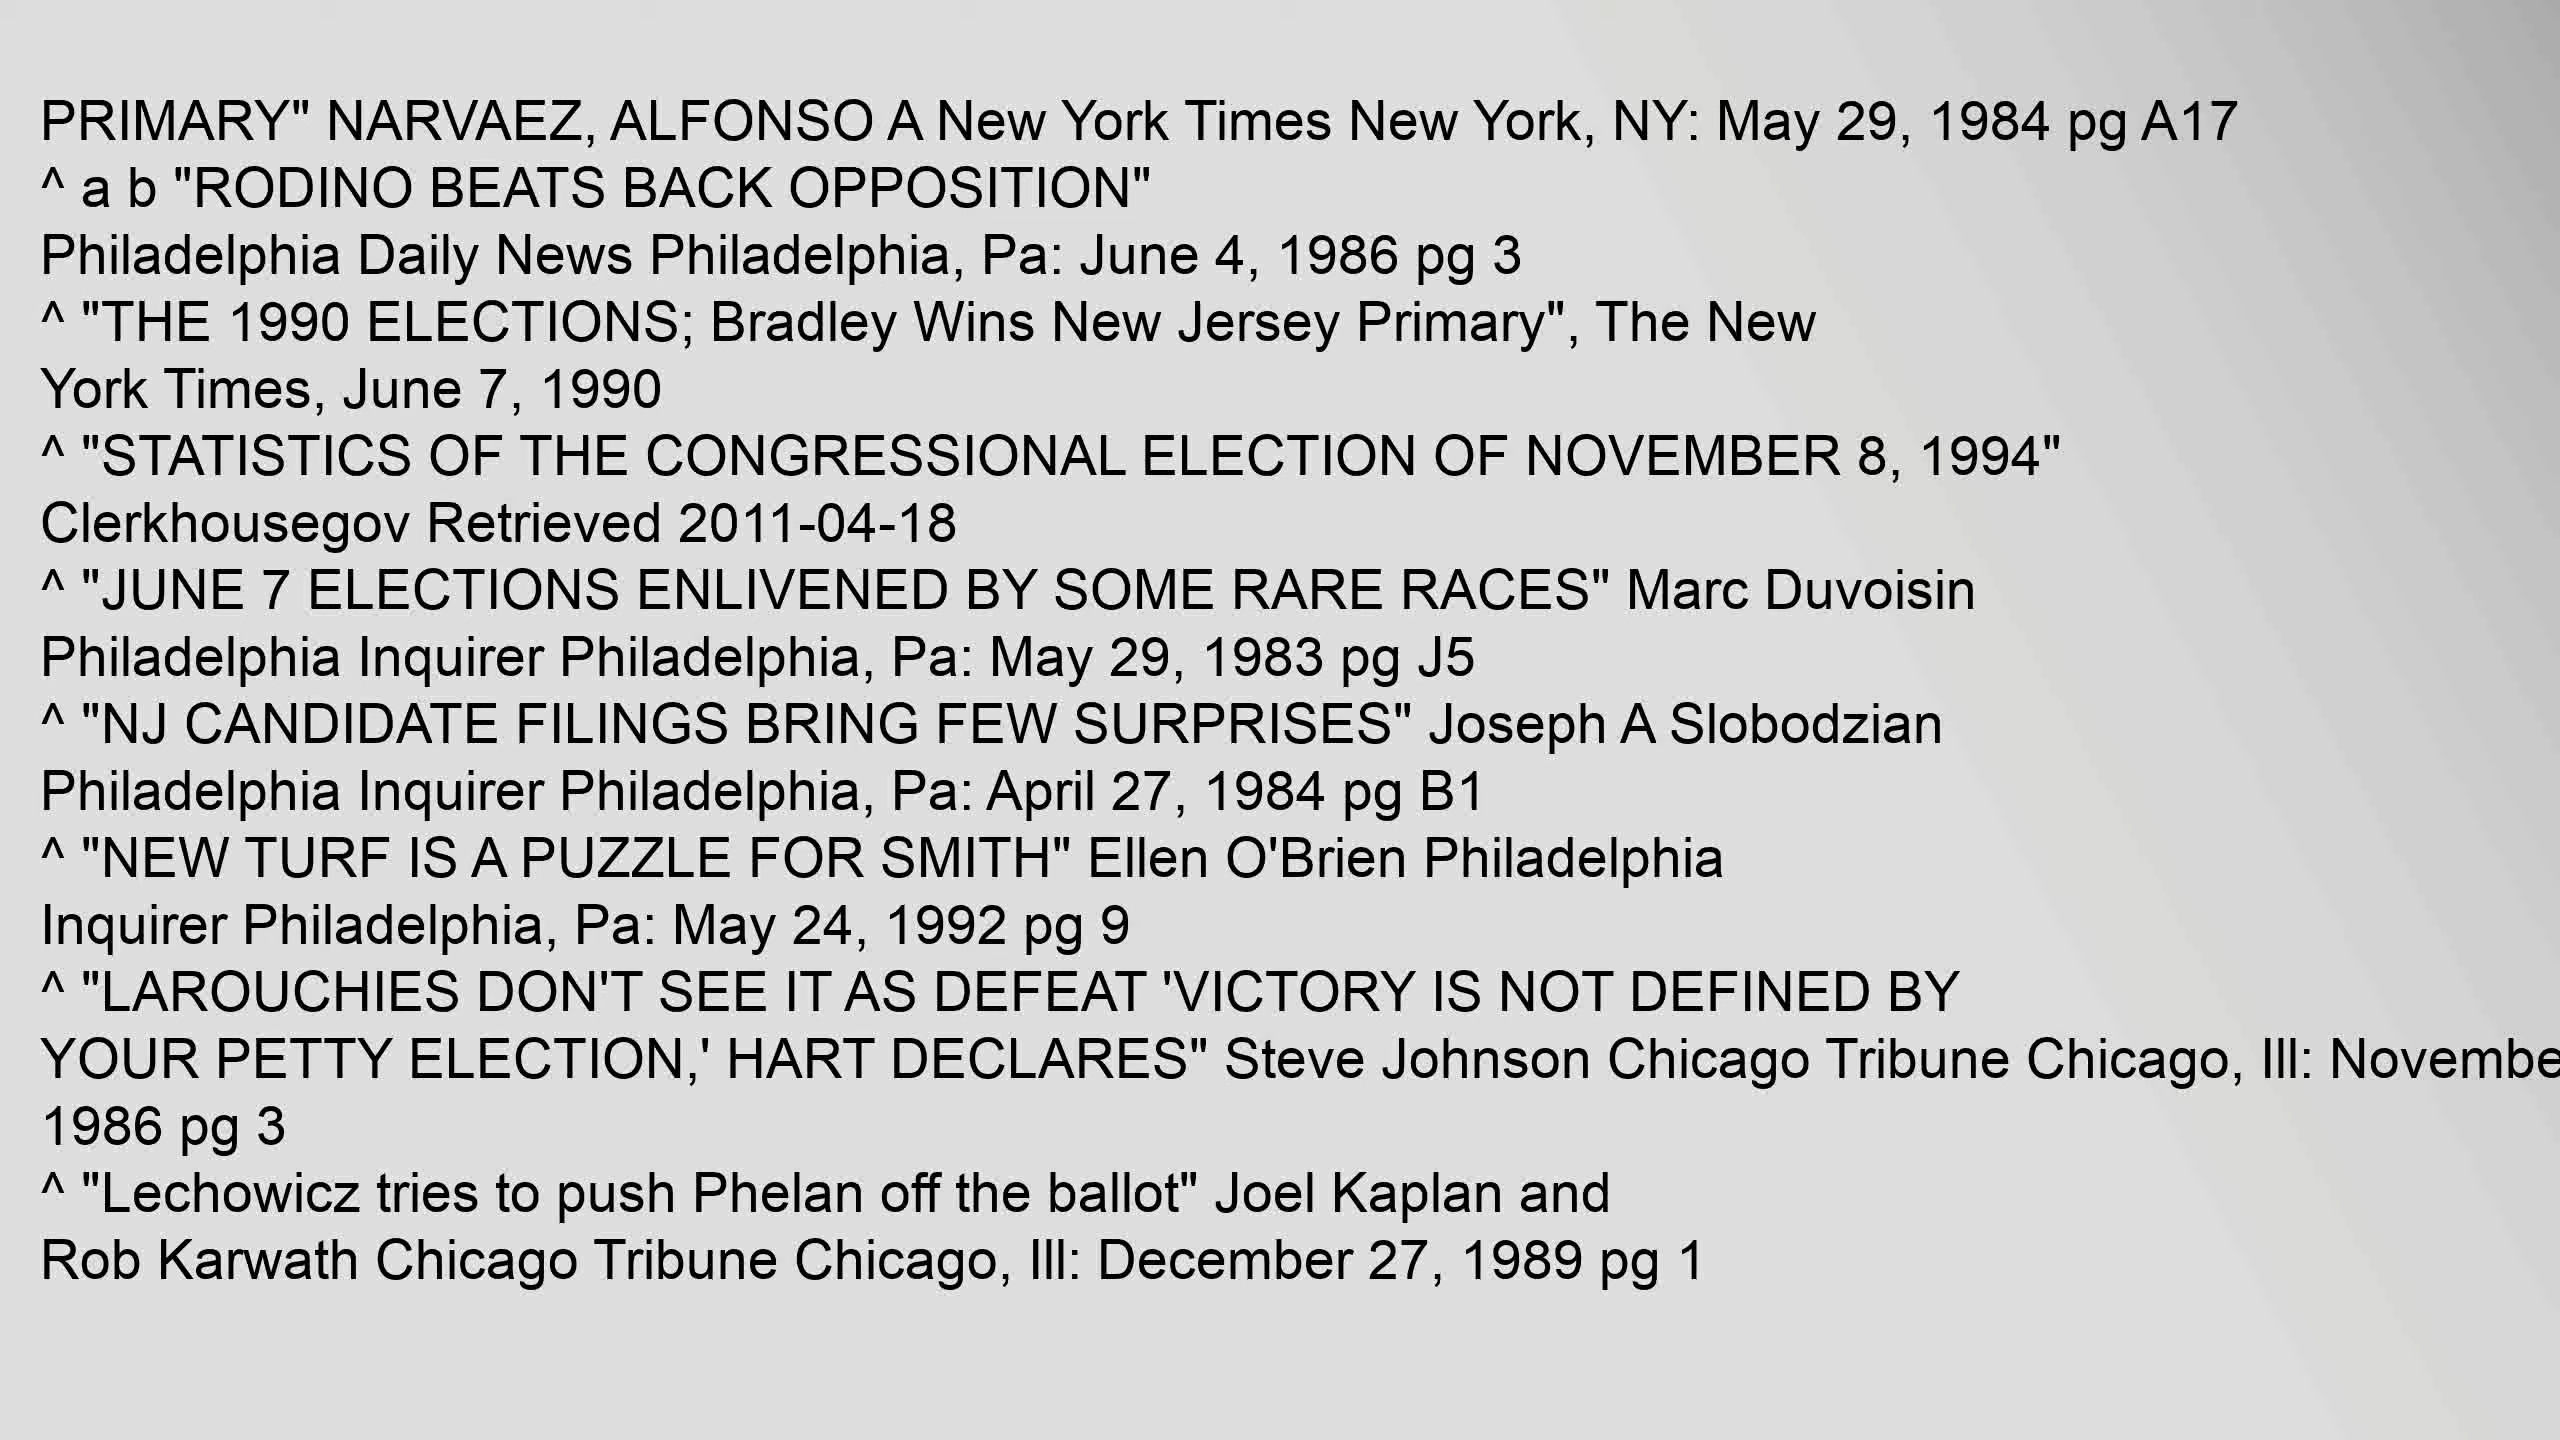 PRIMARY" NARVAEZ, ALFONSO A New York Times New York, NY: May 29, 1984 pg A17
^ a b "RODINO BEATS BACK OPPOSITION"
Philadelphia Daily News Philadelphia, Pa: June 4, 1986 pg 3
^ "THE 1990 ELECTIONS; Bradley Wins New Jersey Primary", The New
York Times, June 7, 1990
^ "STATISTICS OF THE CONGRESSIONAL ELECTION OF NOVEMBER 8, 1994"
Clerkhousegov Retrieved 2011-04-18
^ "JUNE 7 ELECTIONS ENLIVENED BY SOME RARE RACES" Marc Duvoisin
Philadelphia Inquirer Philadelphia, Pa: May 29, 1983 pg J5
^ "NJ CANDIDATE FILINGS BRING FEW SURPRISES" Joseph A Slobodzian
Philadelphia Inquirer Philadelphia, Pa: April 27, 1984 pg B1
^ "NEW TURF IS A PUZZLE FOR SMITH" Ellen O'Brien Philadelphia
Inquirer Philadelphia, Pa: May 24, 1992 pg 9
^ "LAROUCHIES DON'T SEE IT AS DEFEAT 'VICTORY IS NOT DEFINED BY
YOUR PETTY ELECTION,' HART DECLARES" Steve Johnson Chicago Tribune Chicago, Ill: Novembe
1986 pg 3
^ "Lechowicz tries to push Phelan off the ballot" Joel Kaplan and
Rob Karwath Chicago Tribune Chicago, Ill: December 27, 1989 pg 1